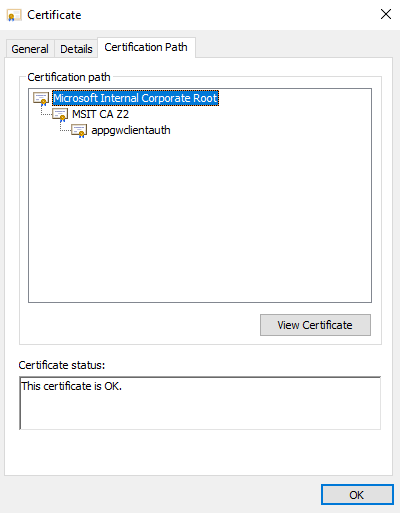 Certificate
General Details Certification Path
Certification path
Microsoft Internal Corporate Root
MSIT CA Z2
appgwclientauth
View Certificate
Certificate status:
This certificate is OK.
OK